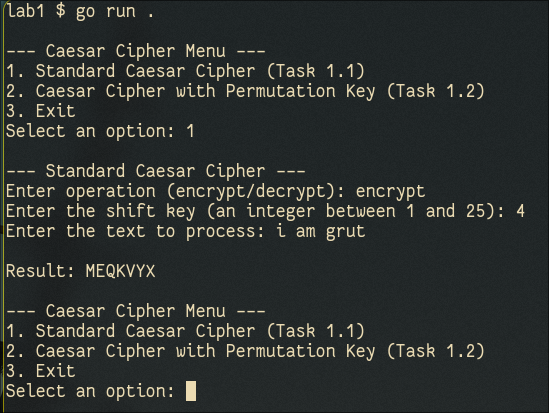 lab1 $ go run .
--- Caesar Cipher Menu ---
1. Standard Caesar Cipher (Task 1.1)
2. Caesar Cipher with Permutation Key (Task 1.2)
3. Exit
Select an option: 1
--- Standard Caesar Cipher ---
Enter operation (encrypt/decrypt): encrypt
Enter the shift key (an integer between 1 and 25): 4
Enter the text to process: i am grut
Result: MEQKVYX
--- Caesar Cipher Menu ---
1. Standard Caesar Cipher (Task 1.1)
2. Caesar Cipher with Permutation Key (Task 1.2)
3. Exit
Select an option: